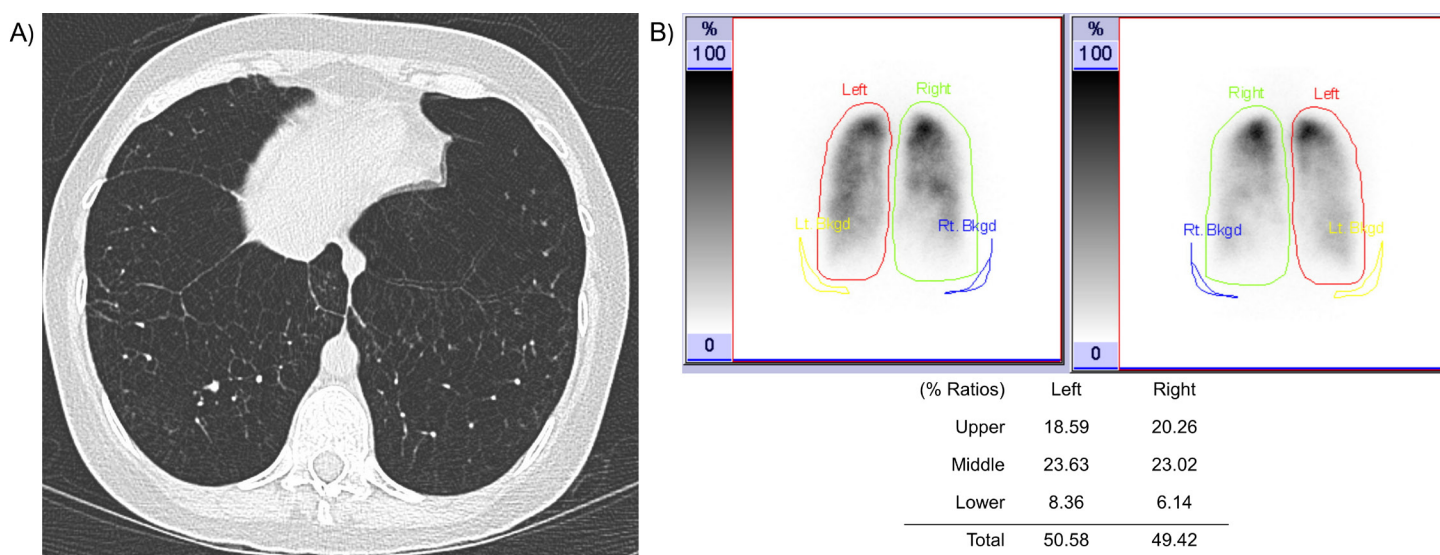 A)
B)
%
100
0
Left
Right
Lt. Bkgd
Rt. Bkgd
%
100
0
Right
Left
Rt. Bkgd
Lt. Bkgd
(% Ratios) Left Right
Upper 18.59 20.26
Middle 23.63 23.02
Lower 8.36 6.14
Total 50.58 49.42